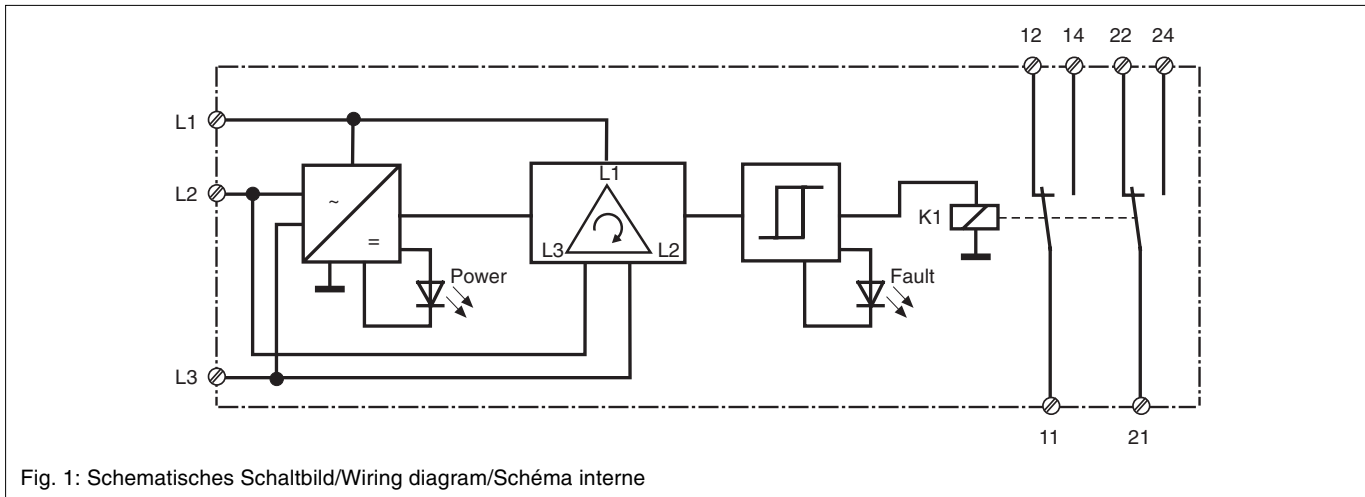 12 14 22 24
L1
L1
L2
~
K1
=
L3 L2
Power
Fault
L3
11 21
Fig. 1: Schematisches Schaltbild/Wiring diagram/Schéma interne